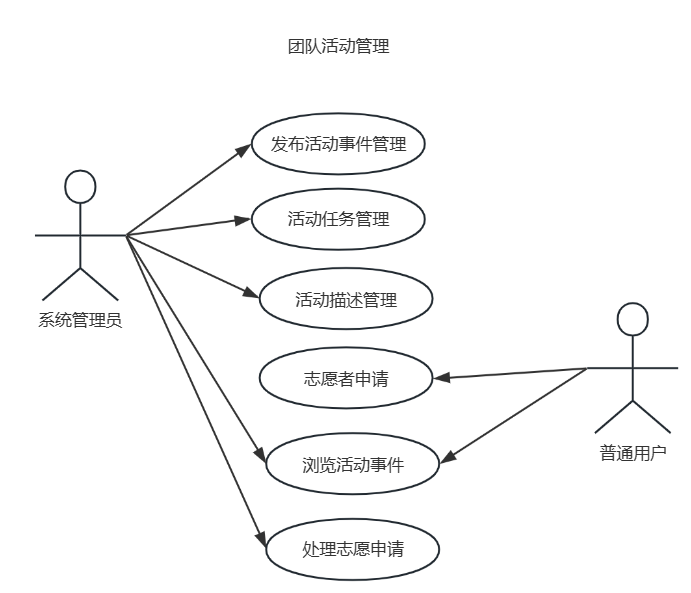 团队活动管理
发布活动事件管理
活动任务管理
活动描述管理
系统管理员
志愿者申请
普通用户
浏览活动事件
处理志愿申请